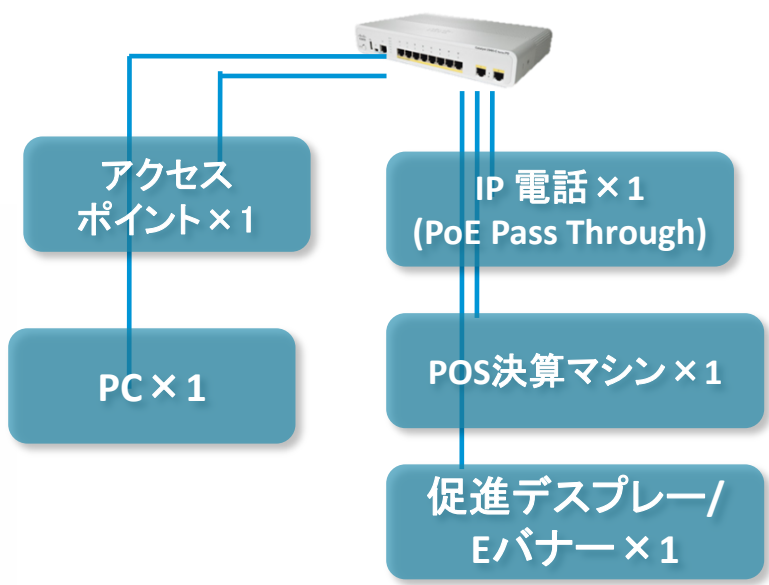 アクセス
ポイント×1
IP 電話×1
(PoE Pass Through)
PC×1
POS決算マシン×1
促進デスプレー/
Eバナー×1